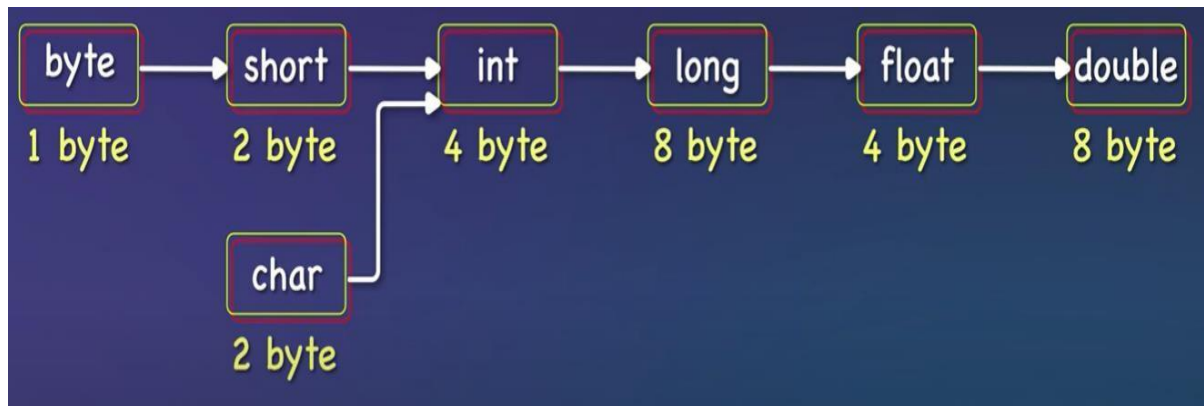 byte short int long float double
1 byte 2 byte 4 byte 8 byte 4 byte 8 byte
char
2 byte